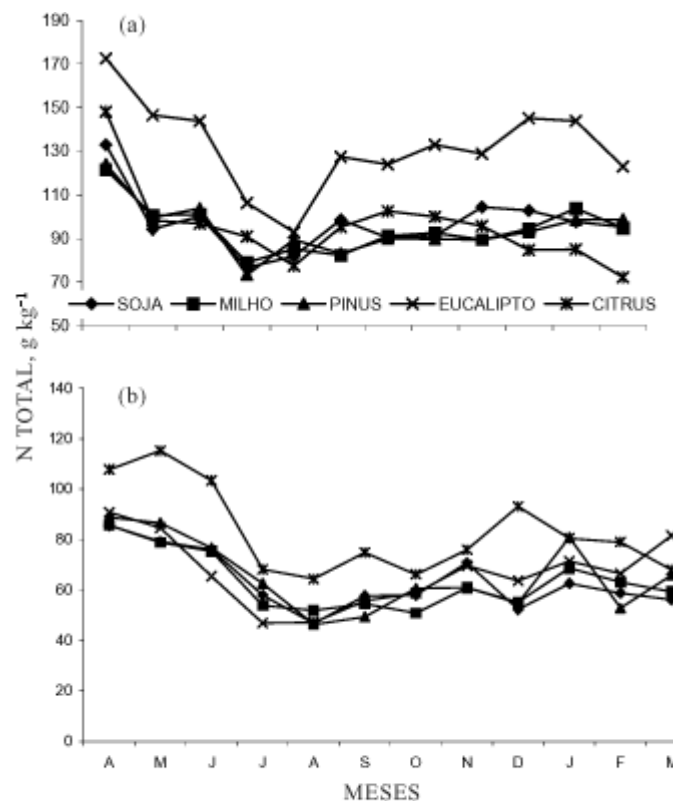 (a)
190
170
150
130
110
90
70
50
SOJA MILHO PINUS EUCALIPTO CITRUS
N TOTAL, g kg⁻¹
(b)
140
120
100
80
60
40
20
0
A M J J A S O N D J F M
MESES